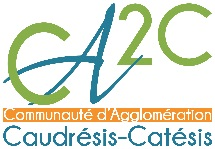 CA2C
Communauté d'Agglomération
Caudrésis-Catésis